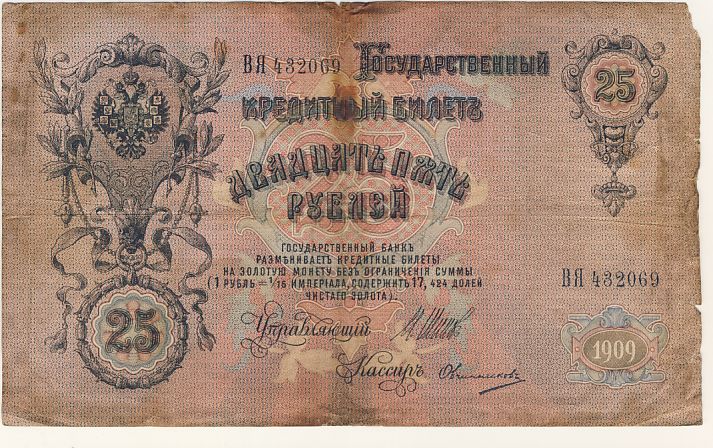 ВЯ 432069 Государственный 25
кредитный билетъ
двадцать пять
рублей
Государственный Банкъ
размѣниваетъ кредитные билеты
на золотую монету безъ ограниченія суммы
(1 рубль = 1/15 имперіала, содержитъ 17,424 долей
чистаго золота).
ВЯ 432069
25
Управляющій
Кассиръ Овчинниковъ
1909